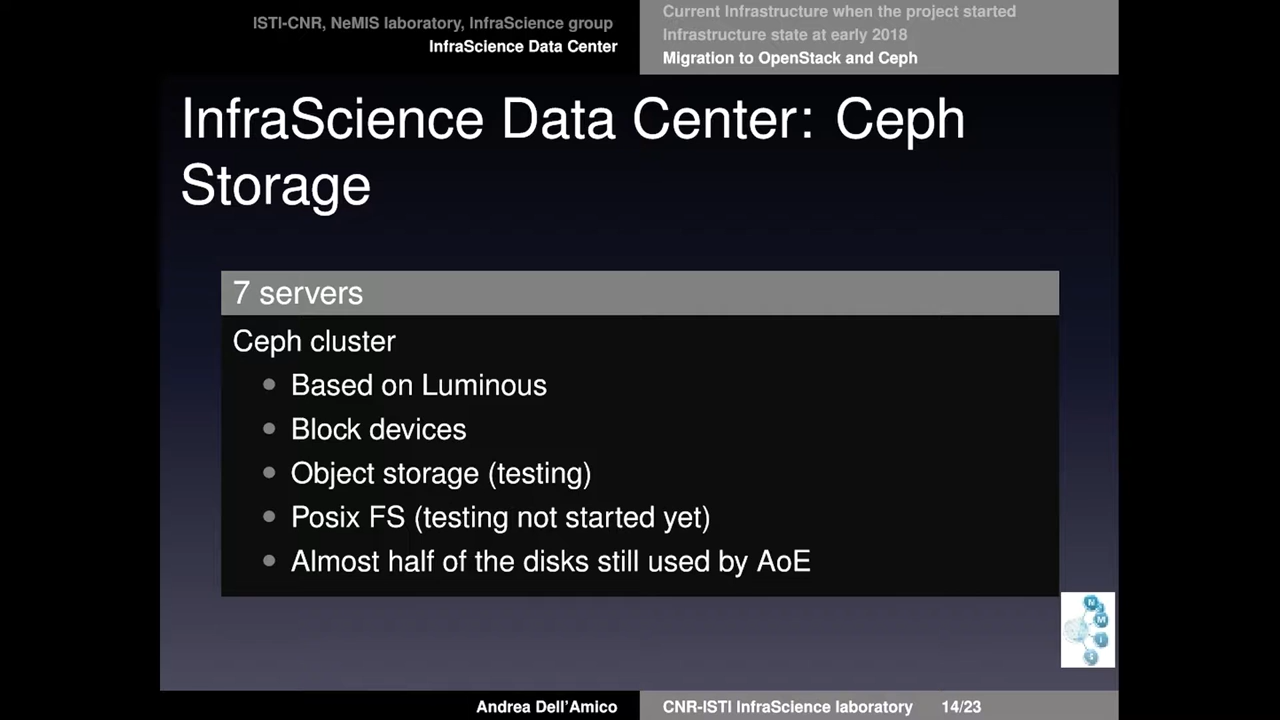 ISTI-CNR, NeMIS laboratory, InfraScience group
InfraScience Data Center
Current Infrastructure when the project started
Infrastructure state at early 2018
Migration to OpenStack and Ceph
InfraScience Data Center: Ceph
Storage
7 servers
Ceph cluster
Based on Luminous
Block devices
Object storage (testing)
Posix FS (testing not started yet)
Almost half of the disks still used by AoE
N
M
I
S
Andrea Dell'Amico
CNR-ISTI InfraScience laboratory 14/23